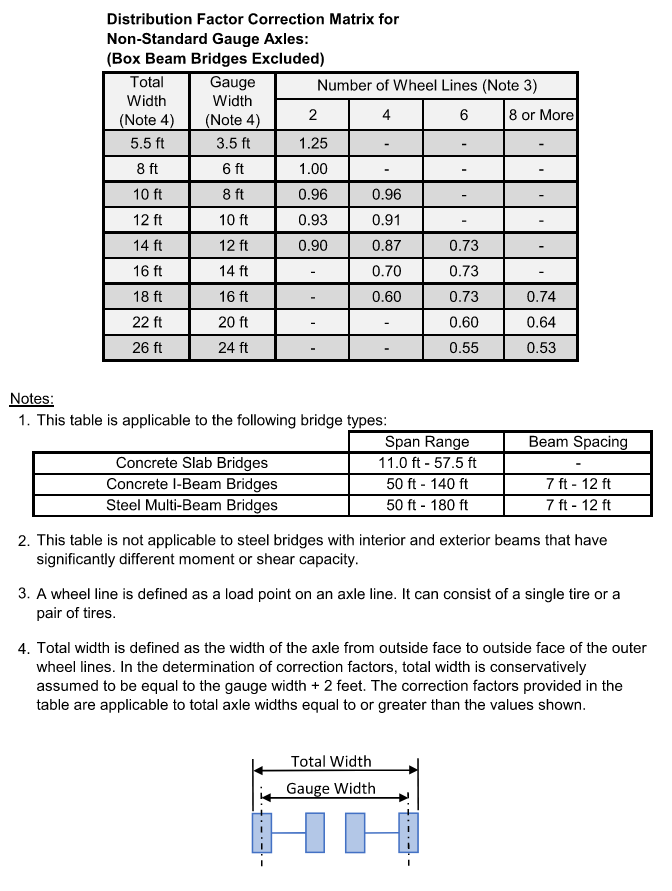 Distribution Factor Correction Matrix for
Non-Standard Gauge Axles:
(Box Beam Bridges Excluded)
Total Width (Note 4) Gauge Width (Note 4) Number of Wheel Lines (Note 3)
2 4 6 8 or More
5.5 ft 3.5 ft 1.25 - - -
8 ft 6 ft 1.00 - - -
10 ft 8 ft 0.96 0.96 - -
12 ft 10 ft 0.93 0.91 - -
14 ft 12 ft 0.90 0.87 0.73 -
16 ft 14 ft - 0.70 0.73 -
18 ft 16 ft - 0.60 0.73 0.74
22 ft 20 ft - - 0.60 0.64
26 ft 24 ft - - 0.55 0.53
Notes:
1. This table is applicable to the following bridge types:
Span Range Beam Spacing
Concrete Slab Bridges 11.0 ft - 57.5 ft -
Concrete I-Beam Bridges 50 ft - 140 ft 7 ft - 12 ft
Steel Multi-Beam Bridges 50 ft - 180 ft 7 ft - 12 ft
2. This table is not applicable to steel bridges with interior and exterior beams that have
significantly different moment or shear capacity.
3. A wheel line is defined as a load point on an axle line. It can consist of a single tire or a
pair of tires.
4. Total width is defined as the width of the axle from outside face to outside face of the outer
wheel lines. In the determination of correction factors, total width is conservatively
assumed to be equal to the gauge width + 2 feet. The correction factors provided in the
table are applicable to total axle widths equal to or greater than the values shown.
Total Width
Gauge Width